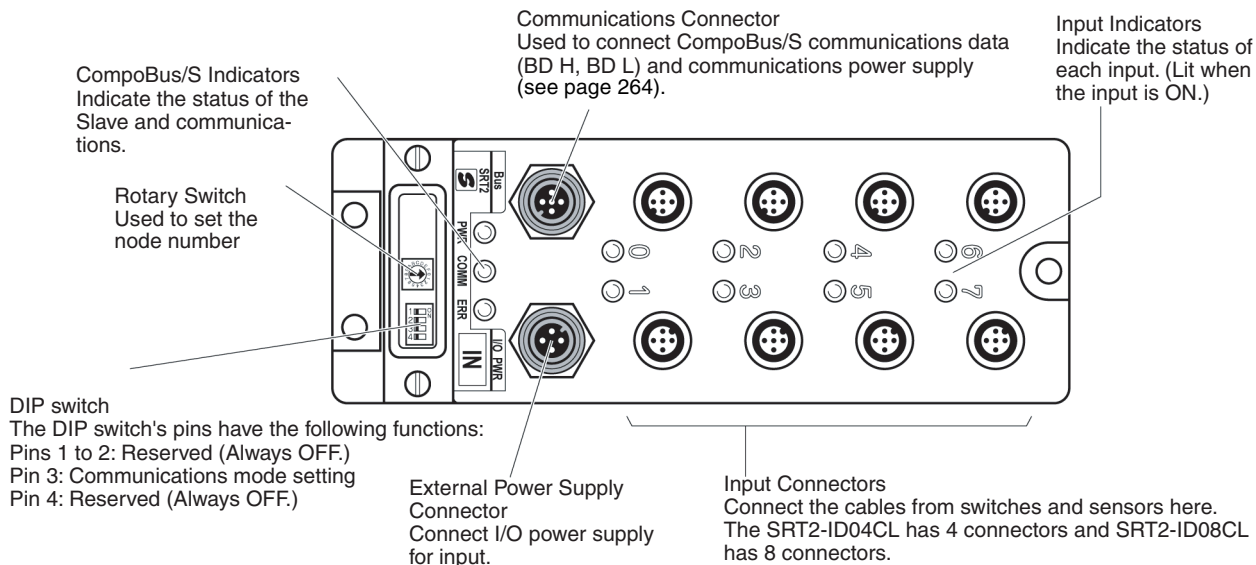 Communications Connector
Used to connect CompoBus/S communications data
(BD H, BD L) and communications power supply
(see page 264).
Input Indicators
Indicate the status of
each input. (Lit when
the input is ON.)
CompoBus/S Indicators
Indicate the status of the
Slave and communica-
tions.
Rotary Switch
Used to set the
node number
Bus
SRT2
S
PWR
COMM
ERR
I/O PWR
IN
ON
1
2
3
4
0
2
4
6
1
3
5
7
DIP switch
The DIP switch's pins have the following functions:
Pins 1 to 2: Reserved (Always OFF.)
Pin 3: Communications mode setting
Pin 4: Reserved (Always OFF.)
External Power Supply
Connector
Connect I/O power supply
for input.
Input Connectors
Connect the cables from switches and sensors here.
The SRT2-ID04CL has 4 connectors and SRT2-ID08CL
has 8 connectors.